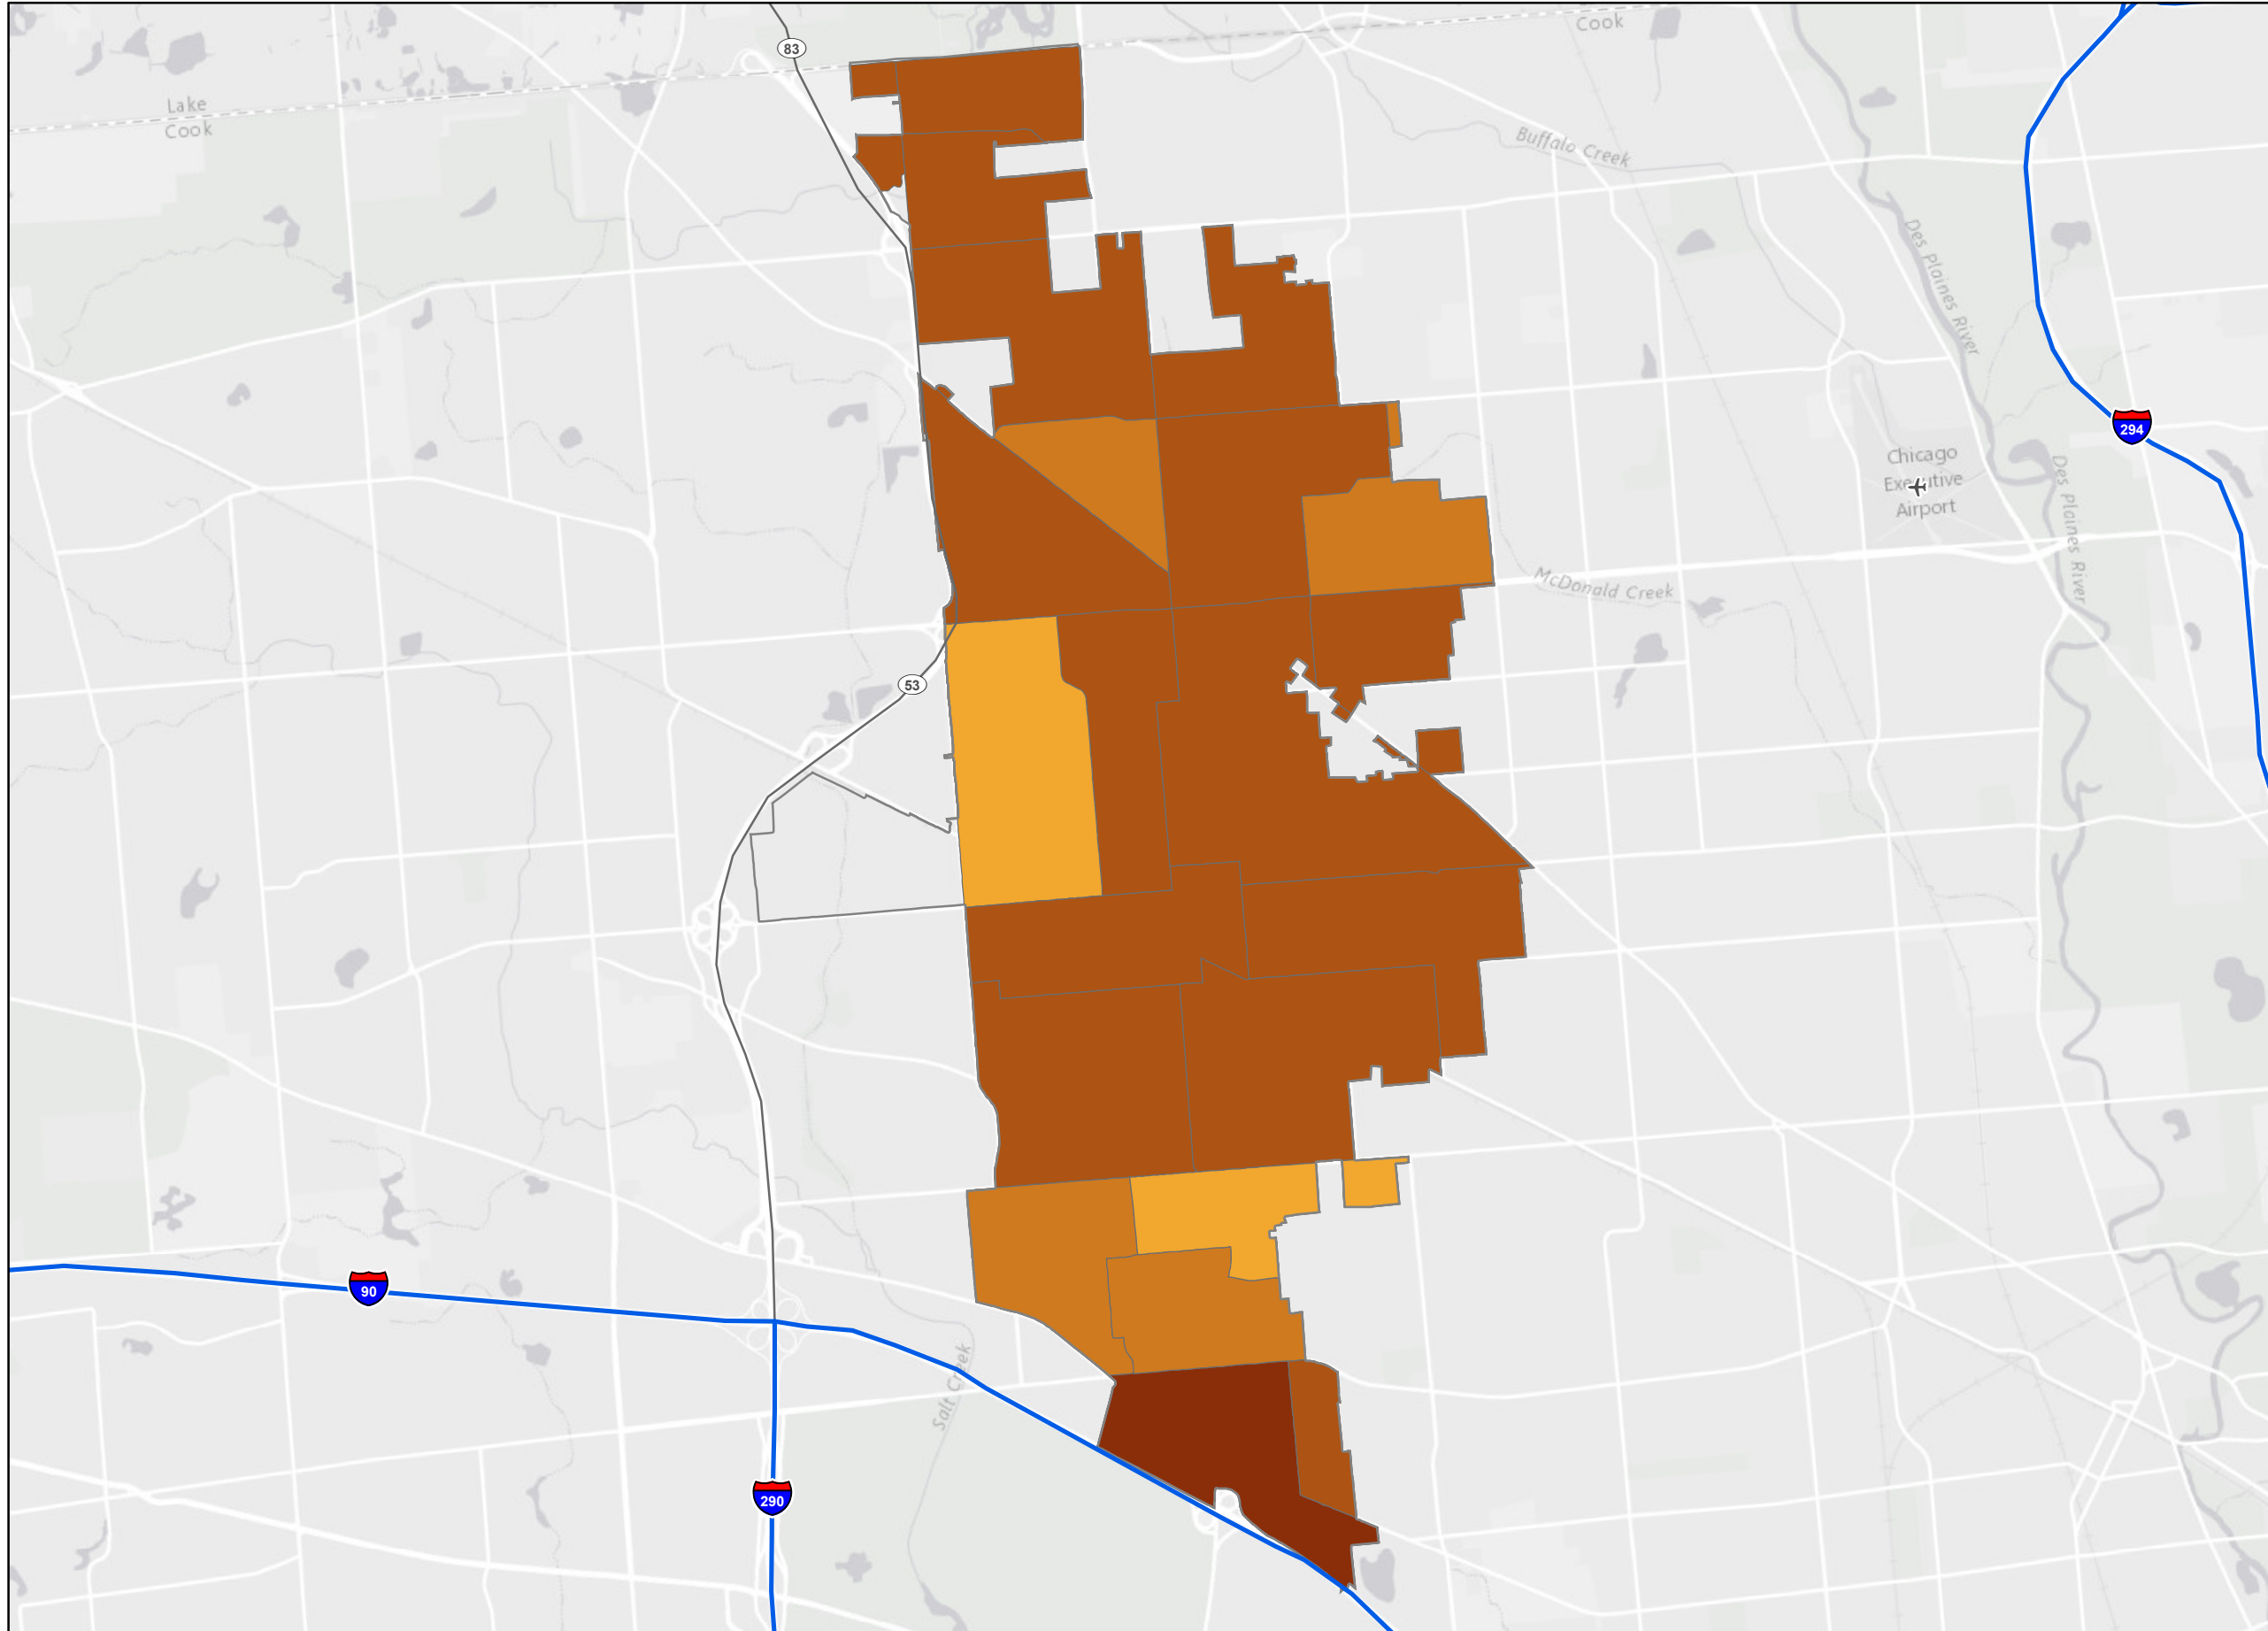 Cook
83
Lake
Cook
Buffalo Creek
Des Plaines River
294
Chicago
Executive
Airport
Des Plaines River
McDonald Creek
53
90
Salt Creek
290